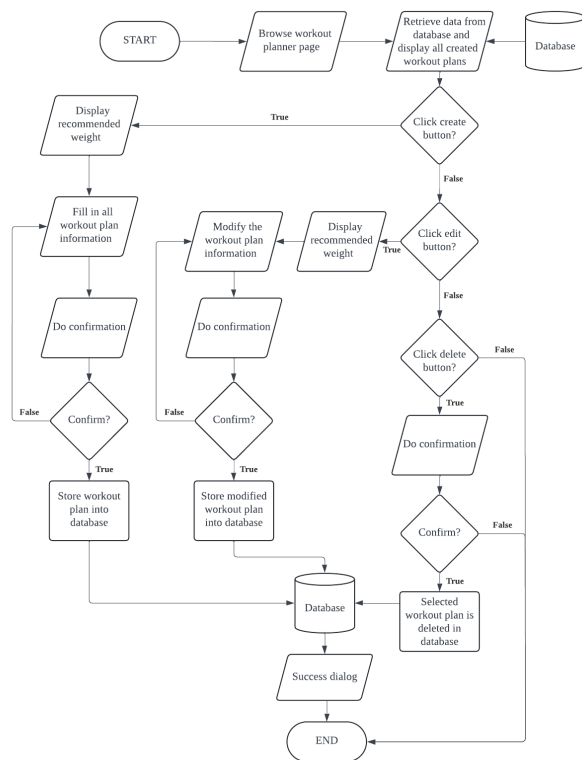 START
Browse workout
planner page
Retrieve data from
database and
display all created
workout plans
Database
Click create
button?
True
False
Display
recommended
weight
Fill in all
workout plan
information
Modify the
workout plan
information
Display
recommended
weight
True
Click edit
button?
False
Do confirmation
Do confirmation
Click delete
button?
False
True
Confirm?
False
True
Confirm?
False
True
Do confirmation
Store workout
plan into
database
Store modified
workout plan
into database
Confirm?
False
True
Database
Selected
workout plan is
deleted in
database
Success dialog
END